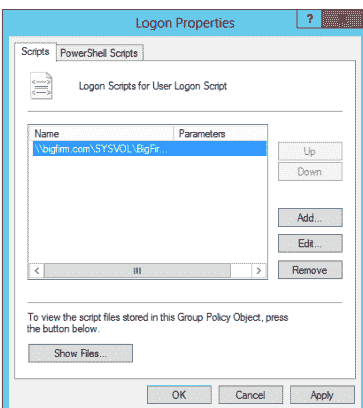 Logon Properties
?
Scripts PowerShell Scripts
Logon Scripts for User Logon Script
Name Parameters
\\bigfirm.com\SYSVOL\BigFir...
Up
Down
Add...
Edit...
Remove
To view the script files stored in this Group Policy Object, press
the button below.
Show Files...
OK Cancel Apply